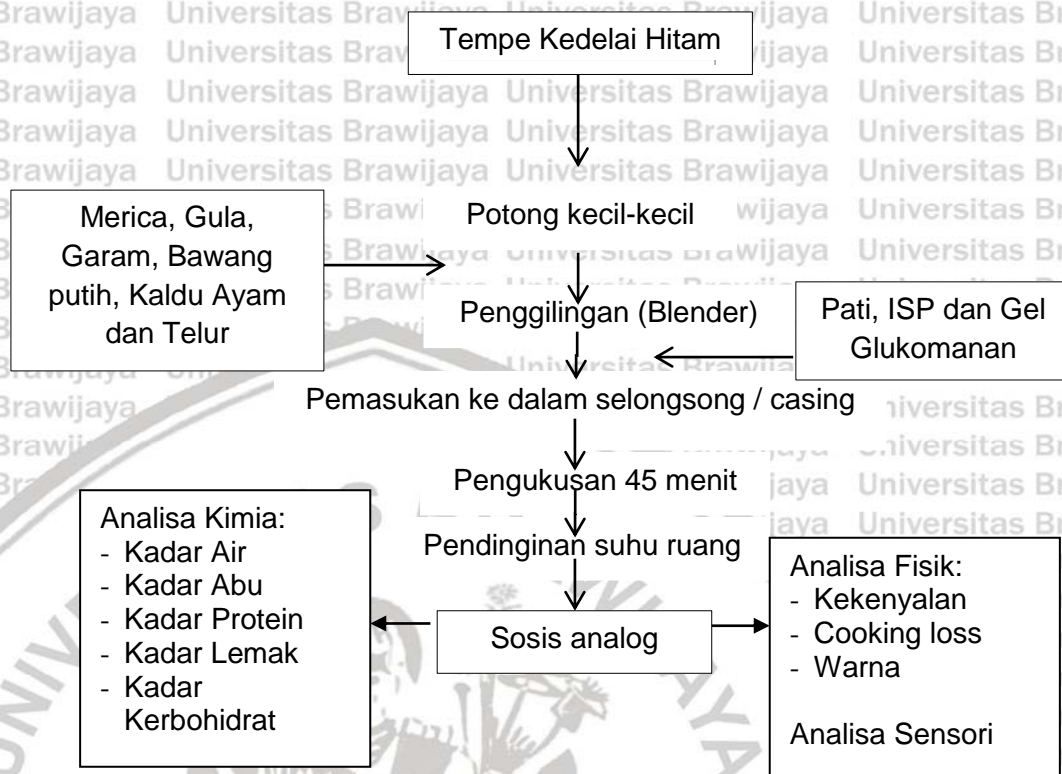 Tempe Kedelai Hitam
Potong kecil-kecil
Merica, Gula,
Garam, Bawang
putih, Kaldu Ayam
dan Telur
Penggilingan (Blender)
Pati, ISP dan Gel
Glukomanan
Pemasukan ke dalam selongsong / casing
Pengukusan 45 menit
Pendinginan suhu ruang
Sosis analog
Analisa Kimia:
- Kadar Air
- Kadar Abu
- Kadar Protein
- Kadar Lemak
- Kadar
Kerbohidrat
Analisa Fisik:
- Kekenyalan
- Cooking loss
- Warna
Analisa Sensori